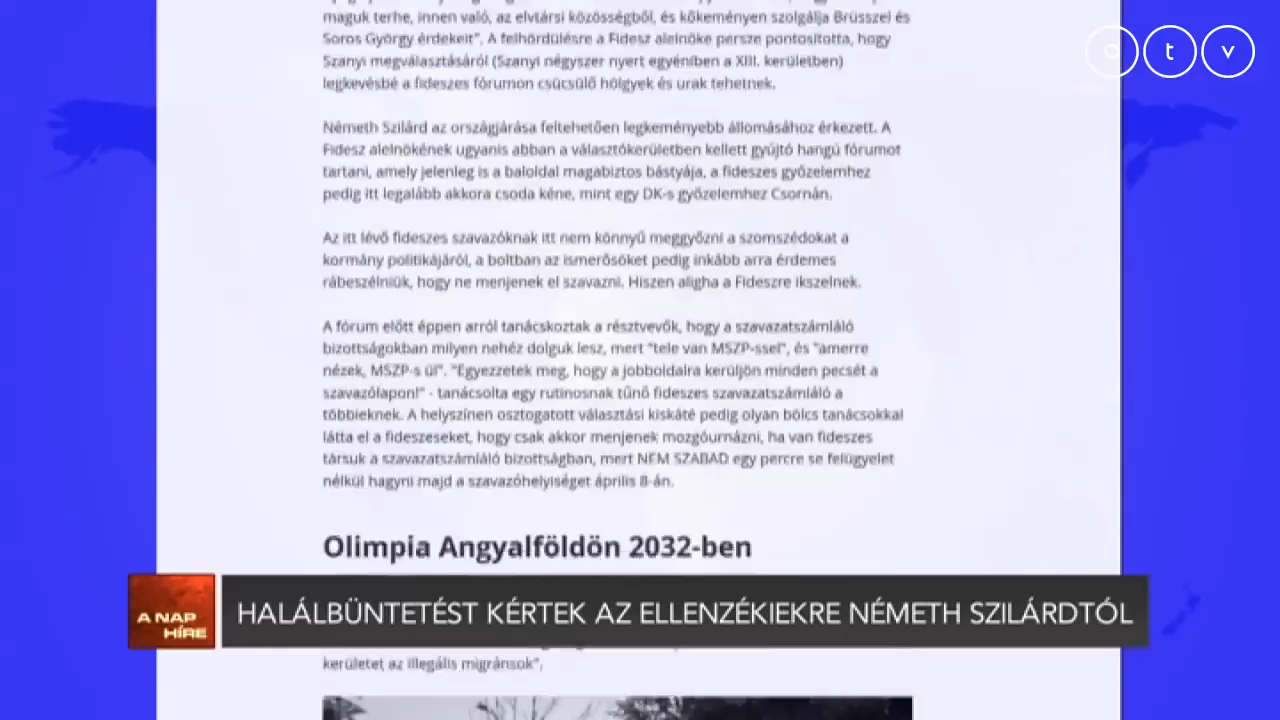 maguk terhe, innen való, az elvtársi közösségből, és kőkeményen szolgálja Brüsszel és
Soros György érdekeit". A felhördülésre a Fidesz alelnöke persze pontosította, hogy
Szanyi megválasztásáról (Szanyi négyszer nyert egyéniben a XIII. kerületben)
legkevésbé a fideszes fórumon csücsülő hölgyek és urak tehetnek.
Németh Szilárd az országjárása feltehetően legkeményebb állomásához érkezett. A
Fidesz alelnökének ugyanis abban a választókerületben kellett gyújtó hangú fórumot
tartani, amely jelenleg is a baloldal magabiztos bástyája, a fideszes győzelemhez
pedig itt legalább akkora csoda kéne, mint egy DK-s győzelemhez Csornán.
Az itt lévő fideszes szavazóknak itt nem könnyű meggyőzni a szomszédokat a
kormány politikájáról, a boltban az ismerősöket pedig inkább arra érdemes
rábeszélniük, hogy ne menjenek el szavazni. Hiszen aligha a Fideszre ikszelnek.
A fórum előtt éppen arról tanácskoztak a résztvevők, hogy a szavazatszámláló
bizottságokban milyen nehéz dolguk lesz, mert "tele van MSZP-ssel", és "amerre
nézek, MSZP-s ül". "Egyezzetek meg, hogy a jobboldalra kerüljön minden pecsét a
szavazólapon!" - tanácsolta egy rutinosnak tűnő fideszes szavazatszámláló a
többieknek. A helyszínen osztogatott választási kiskáté pedig olyan bölcs tanácsokkal
látta el a fideszeseket, hogy csak akkor menjenek mozgóurnázni, ha van fideszes
társuk a szavazatszámláló bizottságban, mert NEM SZABAD egy percre se felügyelet
nélkül hagyni majd a szavazóhelyiséget április 8-án.
Olimpia Angyalföldön 2032-ben
A NAP
HÍRE
HALÁLBÜNTETÉST KÉRTEK AZ ELLENZÉKIEKRE NÉMETH SZILÁRDTÓL
kerületet az illegális migránsok".
a t v